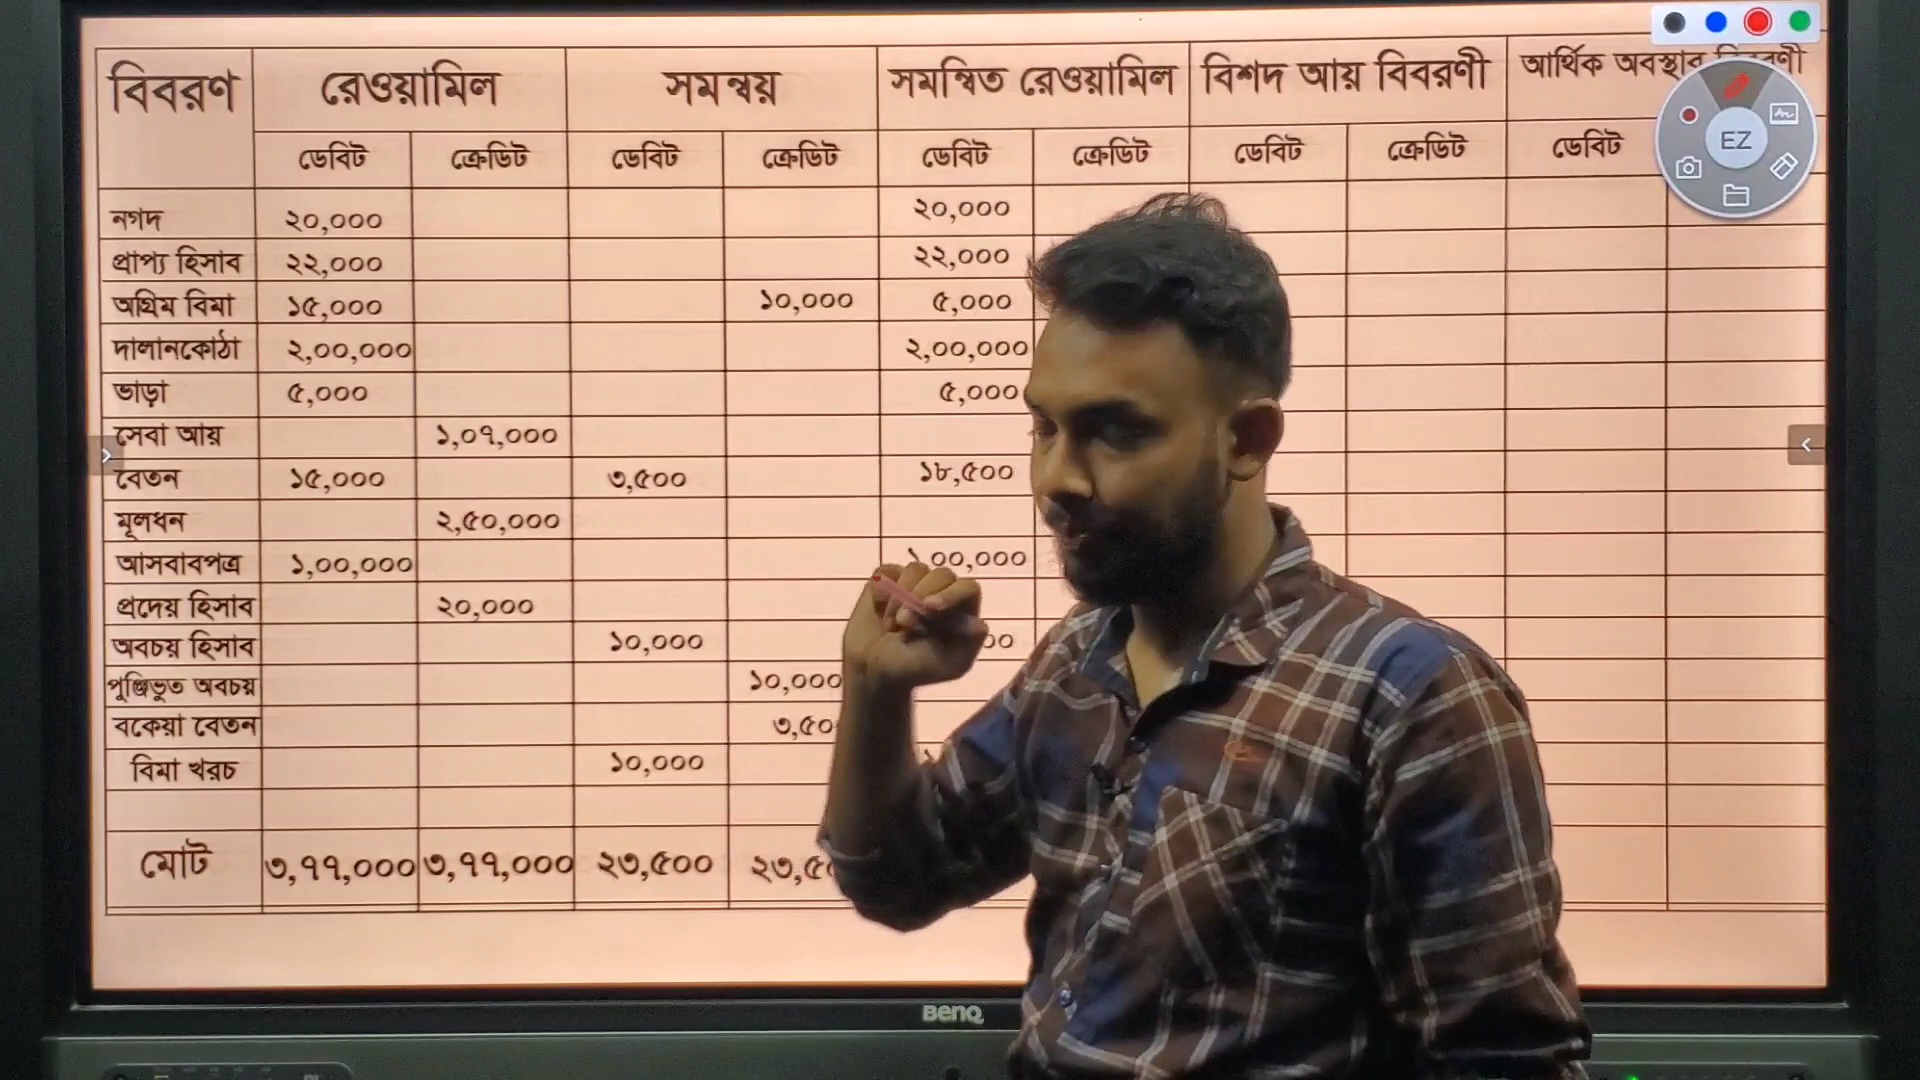 বিবরণ রেওয়ামিল সমন্বয় সমন্বিত রেওয়ামিল বিশদ আয় বিবরণী আর্থিক অবস্থার
ডেবিট ক্রেডিট ডেবিট ক্রেডিট ডেবিট ক্রেডিট ডেবিট ক্রেডিট ডেবিট
EZ
নগদ ২০,০০০ ২০,০০০
প্রাপ্য হিসাব ২২,০০০ ২২,০০০
অগ্রিম বিমা ১৫,০০০ ১০,০০০ ৫,০০০
দালানকোঠা ২,০০,০০০ ২,০০,০০০
ভাড়া ৫,০০০ ৫,০০০
সেবা আয় ১,০৭,০০০
বেতন ১৫,০০০ ৩,৫০০ ১৮,৫০০
মূলধন ২,৫০,০০০
আসবাবপত্র ১,০০,০০০
প্রদেয় হিসাব ২০,০০০
অবচয় হিসাব ১০,০০০
পুঞ্জিভুত অবচয় ১০,০০০
বকেয়া বেতন
বিমা খরচ ১০,০০০
মোট ৩,৭৭,০০০ ৩,৭৭,০০০ ২৩,৫০০
BenQ